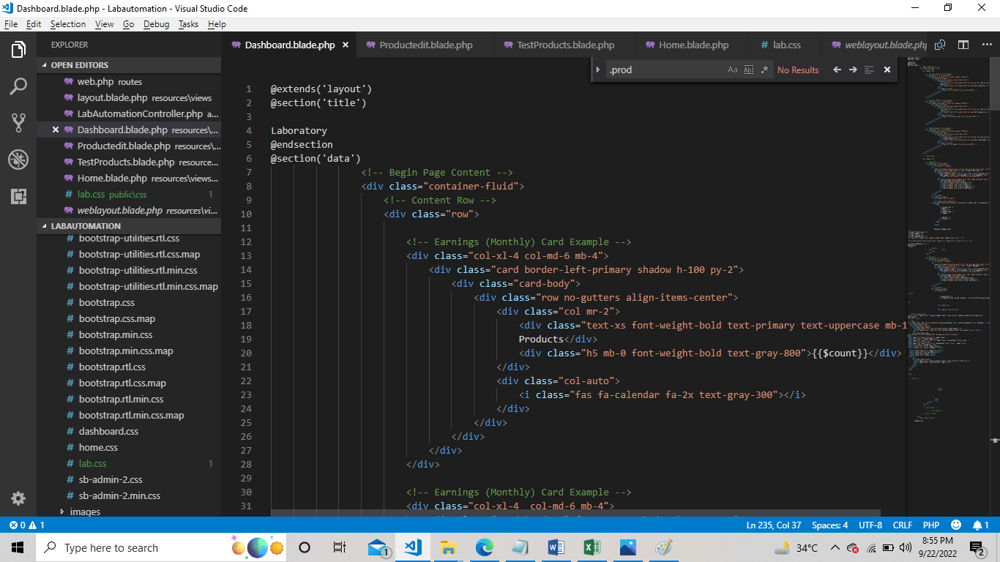 Dashboard.blade.php - Labautomation - Visual Studio Code
File Edit Selection View Go Debug Tasks Help
EXPLORER
Dashboard.blade.php Productedit.blade.php TestProducts.blade.php Home.blade.php lab.css weblayout.blade.php
OPEN EDITORS
web.php routes
layout.blade.php resources\views
LabAutomationController.php a...
Dashboard.blade.php resources\...
Productedit.blade.php resources\...
TestProducts.blade.php resource...
Home.blade.php resources\views...
lab.css public\css 1
weblayout.blade.php resources\vi...
LABAUTOMATION
bootstrap-utilities.rtl.css
bootstrap-utilities.rtl.css.map
bootstrap-utilities.rtl.min.css
bootstrap-utilities.rtl.min.css.map
bootstrap.css
bootstrap.css.map
bootstrap.min.css
bootstrap.min.css.map
bootstrap.rtl.css
bootstrap.rtl.css.map
bootstrap.rtl.min.css
bootstrap.rtl.min.css.map
dashboard.css
home.css
lab.css 1
sb-admin-2.css
sb-admin-2.min.css
images
.prod Aa Abl .* No Results
1 @extends('layout')
2 @section('title')
3
4 Laboratory
5 @endsection
6 @section('data')
7 <!-- Begin Page Content -->
8 <div class="container-fluid">
9 <!-- Content Row -->
10 <div class="row">
11
12 <!-- Earnings (Monthly) Card Example -->
13 <div class="col-xl-4 col-md-6 mb-4">
14 <div class="card border-left-primary shadow h-100 py-2">
15 <div class="card-body">
16 <div class="row no-gutters align-items-center">
17 <div class="col mr-2">
18 <div class="text-xs font-weight-bold text-primary text-uppercase mb-1
19 Products</div>
20 <div class="h5 mb-0 font-weight-bold text-gray-800">{{$count}}</div>
21 </div>
22 <div class="col-auto">
23 <i class="fas fa-calendar fa-2x text-gray-300"></i>
24 </div>
25 </div>
26 </div>
27 </div>
28 </div>
29
30 <!-- Earnings (Monthly) Card Example -->
31 <div class="col-xl-4  col-md-6 mb-4">
0 1 Ln 235, Col 37 Spaces: 4 UTF-8 CRLF PHP 1
Type here to search 1 34°C 8:55 PM
9/22/2022 2